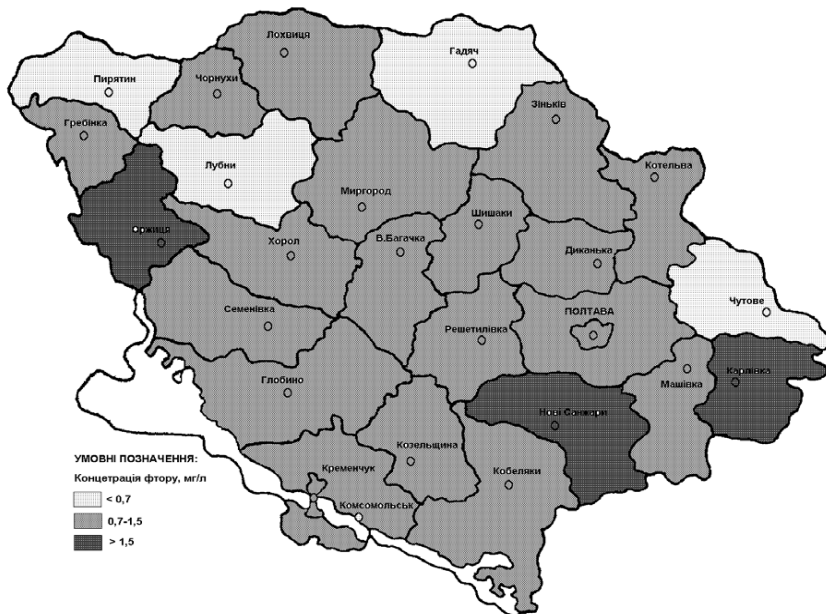 Лохвиця
Гадяч
Пирятин
Чорнухи
Зіньків
Гребінка
Лубни
Котельва
Миргород
Шишаки
Оржиця
Хорол
В.Багачка
Диканька
Чутове
Семенівка
ПОЛТАВА
Решетилівка
Глобино
Машівка
Карлівка
Нові Санжари
Козельщина
Кременчук
Кобеляки
Комсомольськ
УМОВНІ ПОЗНАЧЕННЯ:
Концетрація фтору, мг/л
< 0,7
0,7-1,5
> 1,5